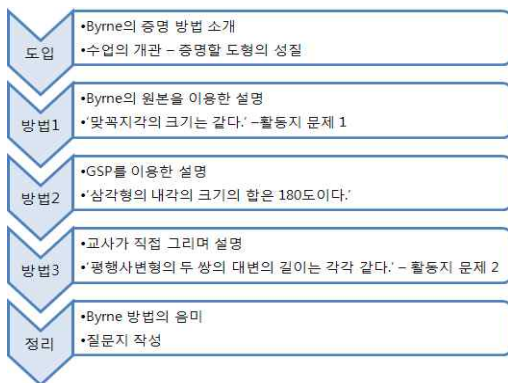 도입
•Byrne의 증명 방법 소개
•수업의 개관 – 증명할 도형의 성질
방법1
•Byrne의 원본을 이용한 설명
•‘맞꼭지각의 크기는 같다.’ –활동지 문제 1
방법2
•GSP를 이용한 설명
•‘삼각형의 내각의 크기의 합은 180도이다.’
방법3
•교사가 직접 그리며 설명
•‘평행사변형의 두 쌍의 대변의 길이는 각각 같다.’ – 활동지 문제 2
정리
•Byrne 방법의 음미
•질문지 작성